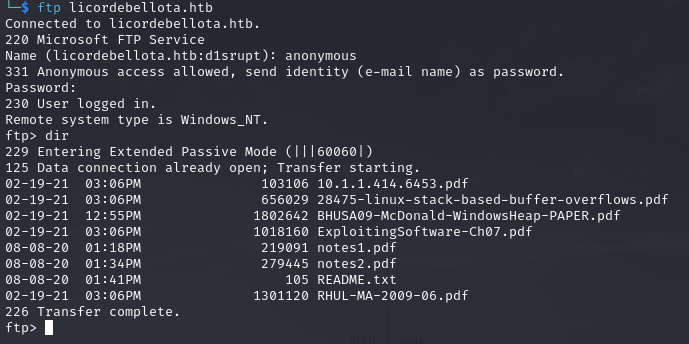 └─$ ftp licordebellota.htb
Connected to licordebellota.htb.
220 Microsoft FTP Service
Name (licordebellota.htb:d1srupt): anonymous
331 Anonymous access allowed, send identity (e-mail name) as password.
Password:
230 User logged in.
Remote system type is Windows_NT.
ftp> dir
229 Entering Extended Passive Mode (|||60060|)
125 Data connection already open; Transfer starting.
02-19-21  03:06PM               103106 10.1.1.414.6453.pdf
02-19-21  03:06PM               656029 28475-linux-stack-based-buffer-overflows.pdf
02-19-21  12:55PM              1802642 BHUSA09-McDonald-WindowsHeap-PAPER.pdf
02-19-21  03:06PM              1018160 ExploitingSoftware-Ch07.pdf
08-08-20  01:18PM               219091 notes1.pdf
08-08-20  01:34PM               279445 notes2.pdf
08-08-20  01:41PM                  105 README.txt
02-19-21  03:06PM              1301120 RHUL-MA-2009-06.pdf
226 Transfer complete.
ftp>